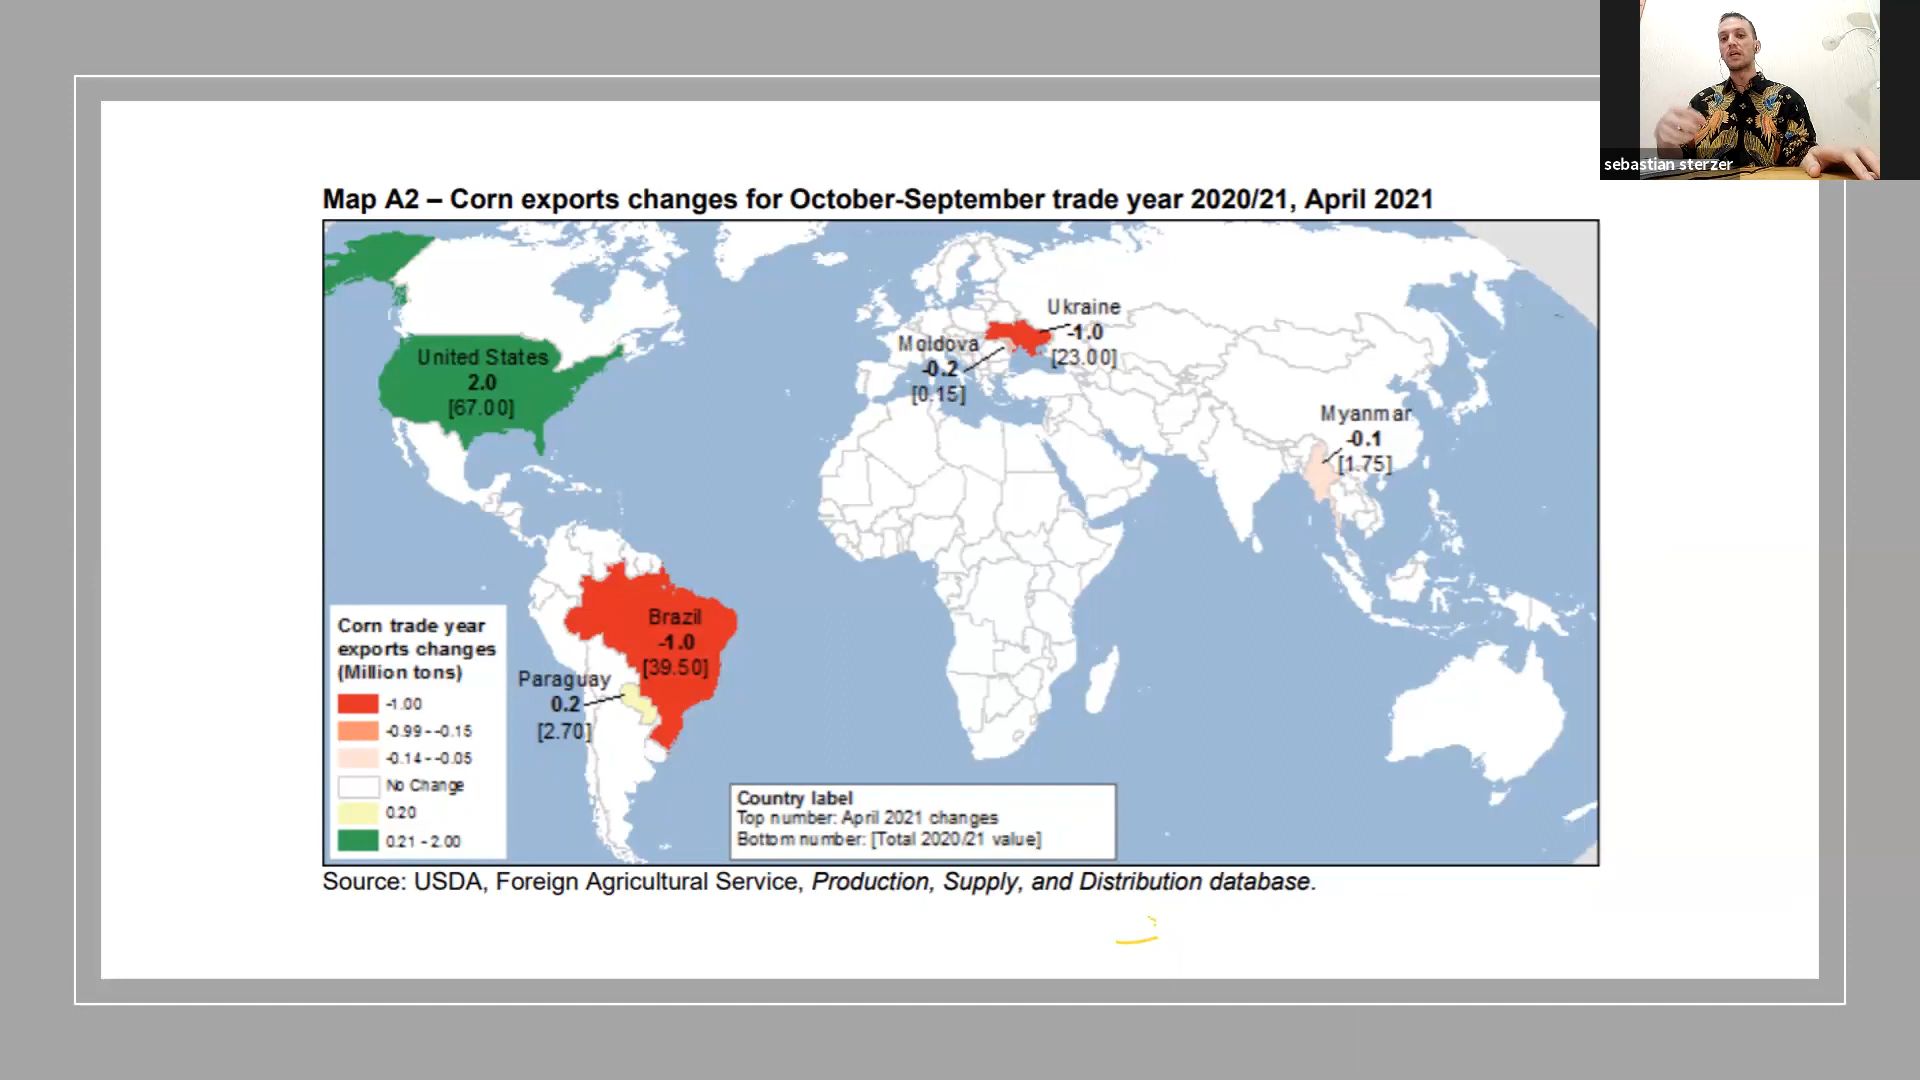 sebastian sterzer
Map A2 – Corn exports changes for October-September trade year 2020/21, April 2021
United States
2.0
[67.00]
Ukraine
-1.0
[23.00]
Moldova
-0.2
[0.15]
Myanmar
-0.1
[1.75]
Brazil
-1.0
[39.50]
Paraguay
0.2
[2.70]
Corn trade year
exports changes
(Million tons)
-1.00
-0.99 - -0.15
-0.14 - -0.05
No Change
0.20
0.21 - 2.00
Country label
Top number: April 2021 changes
Bottom number: [Total 2020/21 value]
Source: USDA, Foreign Agricultural Service, Production, Supply, and Distribution database.